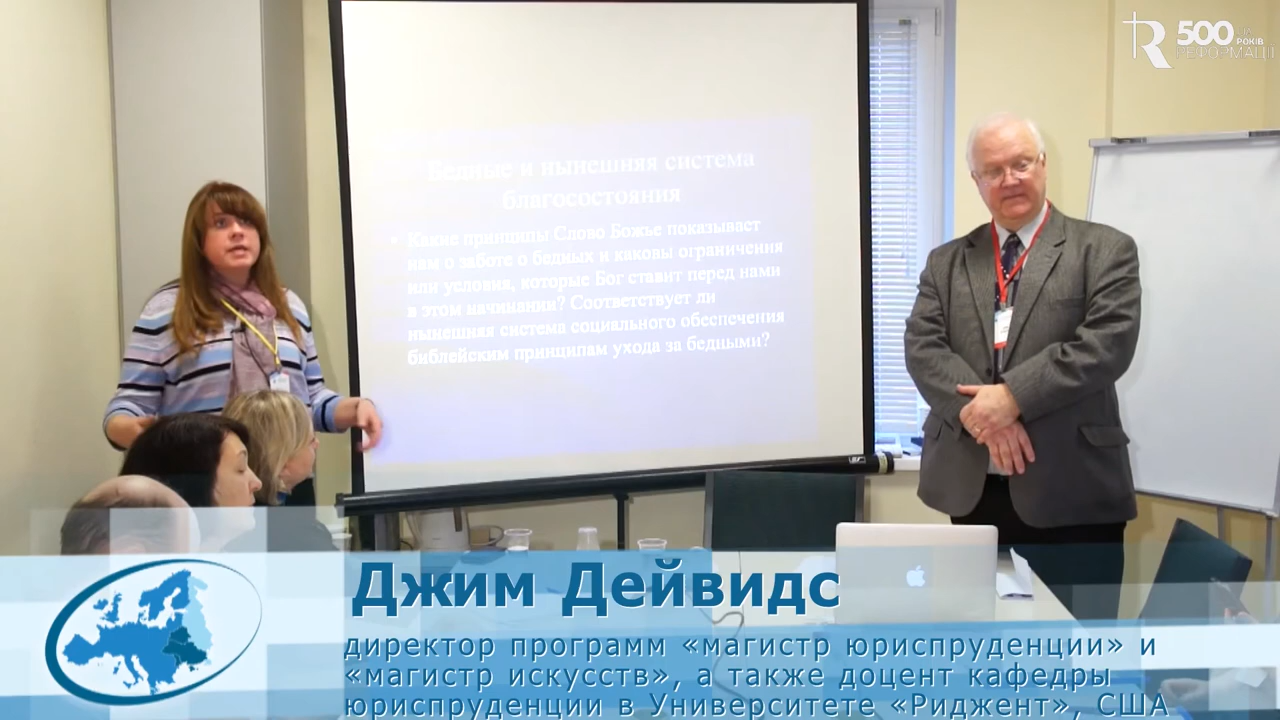 500 РОКІВ
РЕФОРМАЦІЇ
Бедные и нынешняя система
благосостояния
• Какие принципы Слово Божье показывает
нам о заботе о бедных и каковы ограничения
или условия, которые Бог ставит перед нами
в этом начинании? Соответствует ли
нынешняя система социального обеспечения
библейским принципам ухода за бедными?
Джим Дейвидс
директор программ «магистр юриспруденции» и
«магистр искусств», а также доцент кафедры
юриспруденции в Университете «Риджент», США